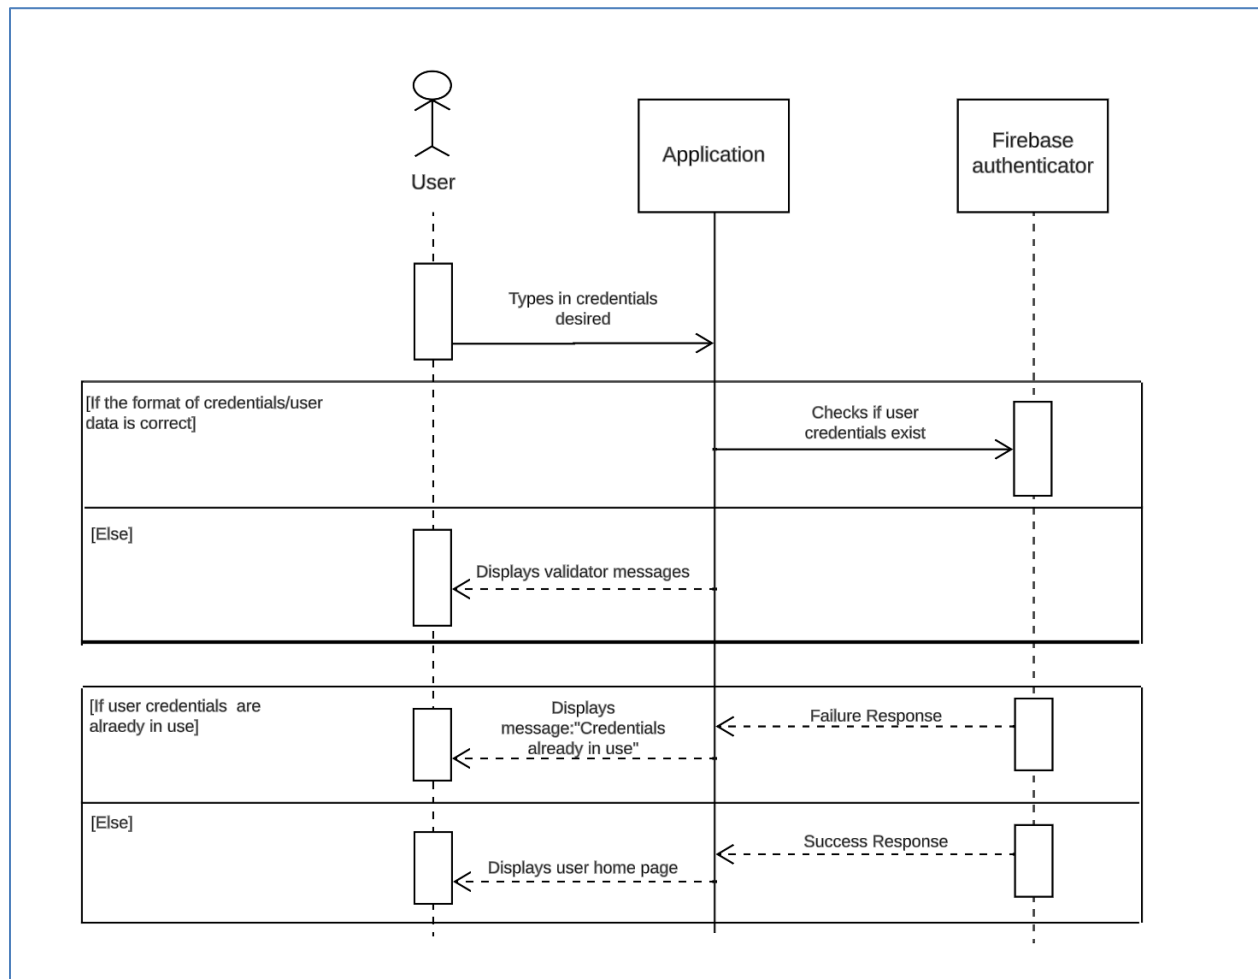 User
Application
Firebase
authenticator
Types in credentials
desired
[If the format of credentials/user
data is correct]
Checks if user
credentials exist
[Else]
Displays validator messages
[If user credentials are
alraedy in use]
Displays
message:"Credentials
already in use"
Failure Response
[Else]
Success Response
Displays user home page